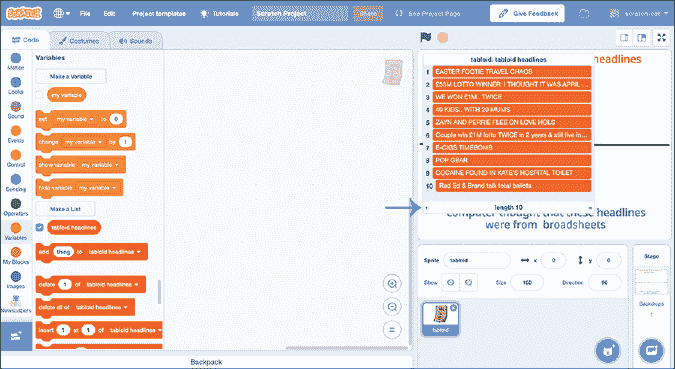 SCRATCH
File
Edit
Project templates
Tutorials
Scratch Project
Share
See Project Page
Give Feedback
scratch-cat
Code
Costumes
Sounds
Motion
Looks
Sound
Events
Control
Sensing
Operators
Variables
My Blocks
Images
Newspapers
Variables
Make a Variable
my variable
set my variable to 0
change my variable by 1
show variable my variable
hide variable my variable
Make a List
tabloid headlines
add thing to tabloid headlines
delete 1 of tabloid headlines
delete all of tabloid headlines
insert 1 at 1 of tabloid headlines
Backpack
headlines
tabloid: tabloid headlines
1 EASTER FOOTIE TRAVEL CHAOS
2 £53M LOTTO WINNER: I THOUGHT IT WAS APRIL ...
3 WE WON £1M.. TWICE
4 40 KIDS.. WITH 20 MUMS
5 ZAYN AND PERRIE FLEE ON LOVE HOLS
6 Couple win £1M lotto TWICE in 2 years & still live in...
7 E-CIGS TIMEBOMB
8 POP GEAR
9 COCAINE FOUND IN KATE'S HOSPITAL TOILET
10 Red Ed & Brand talk total ballots
+ length 10 =
computer thought that these headlines
were from broadsheets
Sprite tabloid x 0 y 0
Show Size 100 Direction 90
tabloid
Stage
Backdrops
1